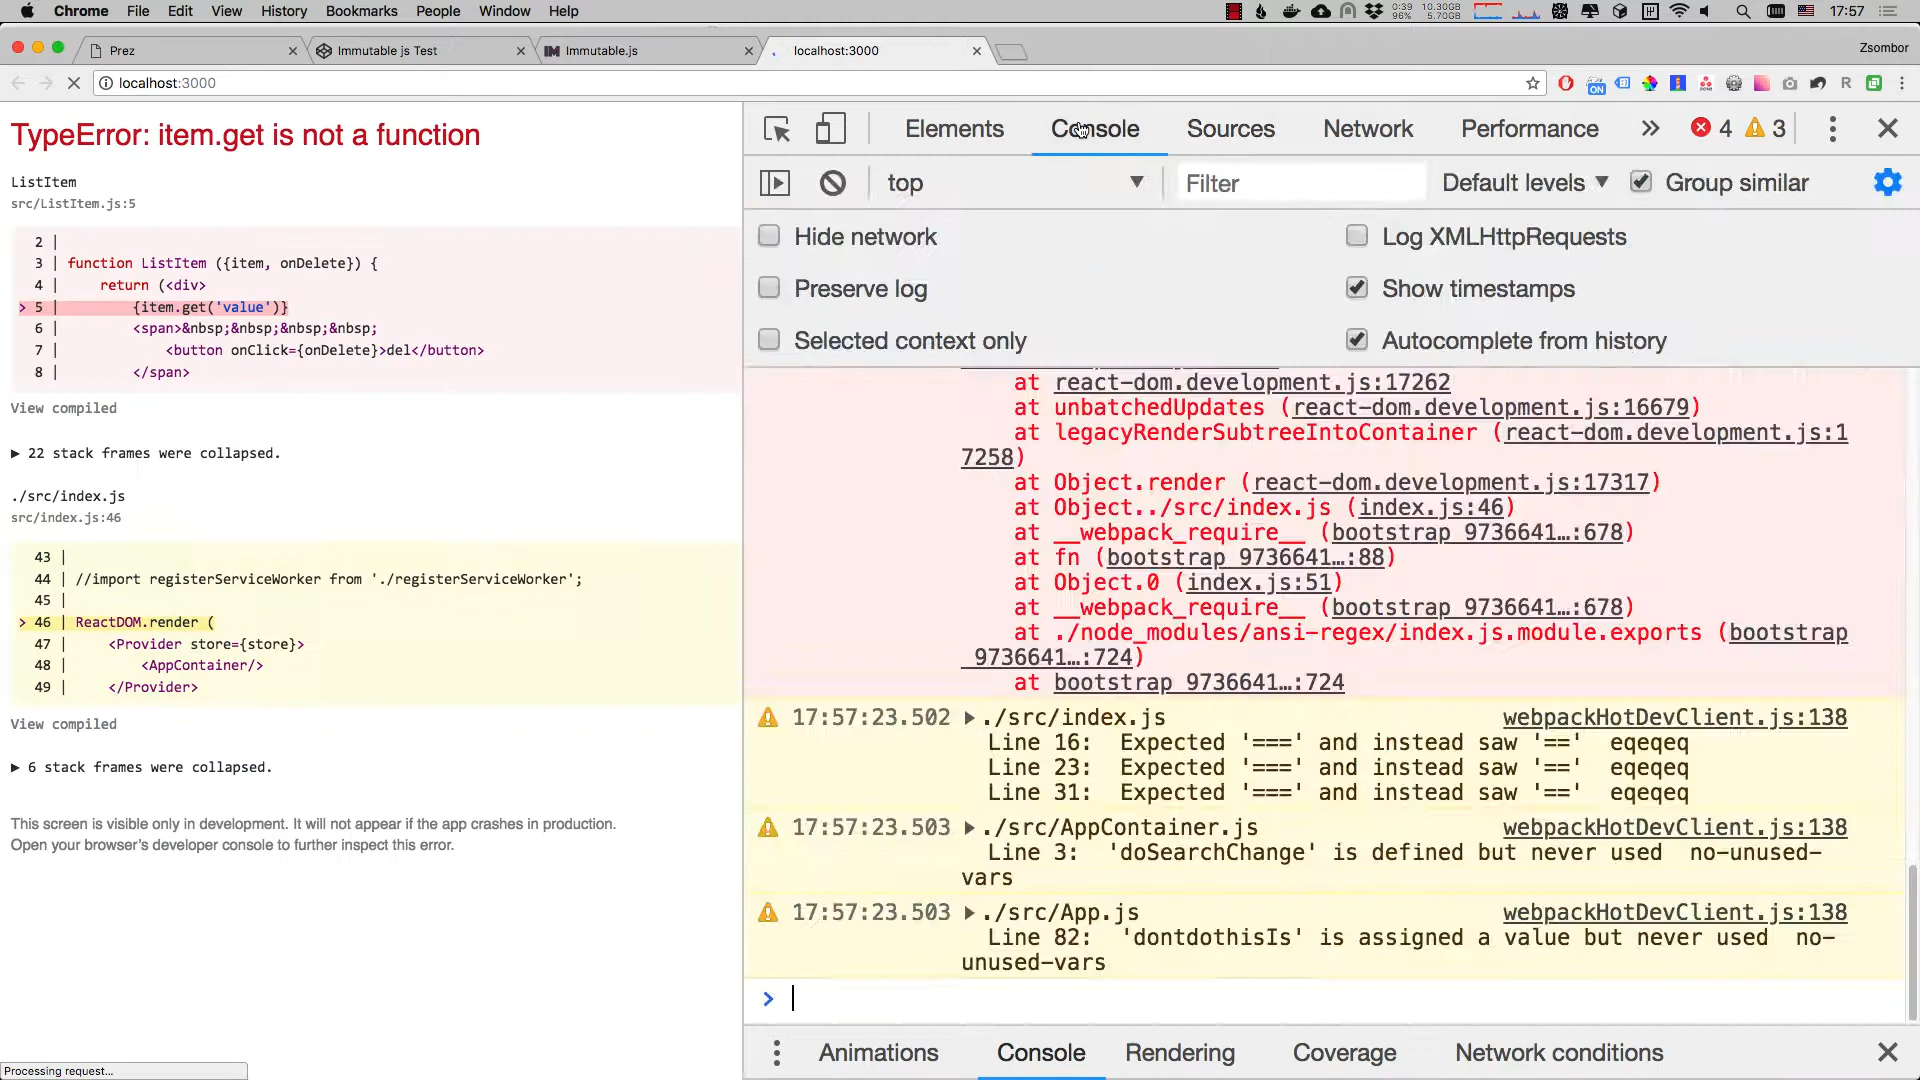 Chrome File Edit View History Bookmarks People Window Help
0:39 96% 10.30GB 5.70GB 17:57
Prez Immutable js Test Immutable.js localhost:3000 Zsombor
localhost:3000
ON
TypeError: item.get is not a function
ListItem
src/ListItem.js:5
2 |
3 | function ListItem ({item, onDelete}) {
4 |     return (<div>
> 5 |         {item.get('value')}
6 |         <span>&nbsp;&nbsp;&nbsp;&nbsp;
7 |             <button onClick={onDelete}>del</button>
8 |         </span>
View compiled
▶ 22 stack frames were collapsed.
./src/index.js
src/index.js:46
43 |
44 | //import registerServiceWorker from './registerServiceWorker';
45 |
> 46 | ReactDOM.render (
47 |     <Provider store={store}>
48 |         <AppContainer/>
49 |     </Provider>
View compiled
▶ 6 stack frames were collapsed.
This screen is visible only in development. It will not appear if the app crashes in production.
Open your browser's developer console to further inspect this error.
Processing request...
Elements Console Sources Network Performance » 4 3
top Filter Default levels Group similar
Hide network Log XMLHttpRequests
Preserve log Show timestamps
Selected context only Autocomplete from history
at react-dom.development.js:17262
at unbatchedUpdates (react-dom.development.js:16679)
at legacyRenderSubtreeIntoContainer (react-dom.development.js:1
7258)
at Object.render (react-dom.development.js:17317)
at Object../src/index.js (index.js:46)
at __webpack_require__ (bootstrap 9736641…:678)
at fn (bootstrap 9736641…:88)
at Object.0 (index.js:51)
at __webpack_require__ (bootstrap 9736641…:678)
at ./node_modules/ansi-regex/index.js.module.exports (bootstrap
9736641…:724)
at bootstrap 9736641…:724
17:57:23.502 ▶./src/index.js webpackHotDevClient.js:138
Line 16:  Expected '===' and instead saw '=='  eqeqeq
Line 23:  Expected '===' and instead saw '=='  eqeqeq
Line 31:  Expected '===' and instead saw '=='  eqeqeq
17:57:23.503 ▶./src/AppContainer.js webpackHotDevClient.js:138
Line 3:  'doSearchChange' is defined but never used  no-unused-
vars
17:57:23.503 ▶./src/App.js webpackHotDevClient.js:138
Line 82:  'dontdothisIs' is assigned a value but never used  no-
unused-vars
>
Animations Console Rendering Coverage Network conditions